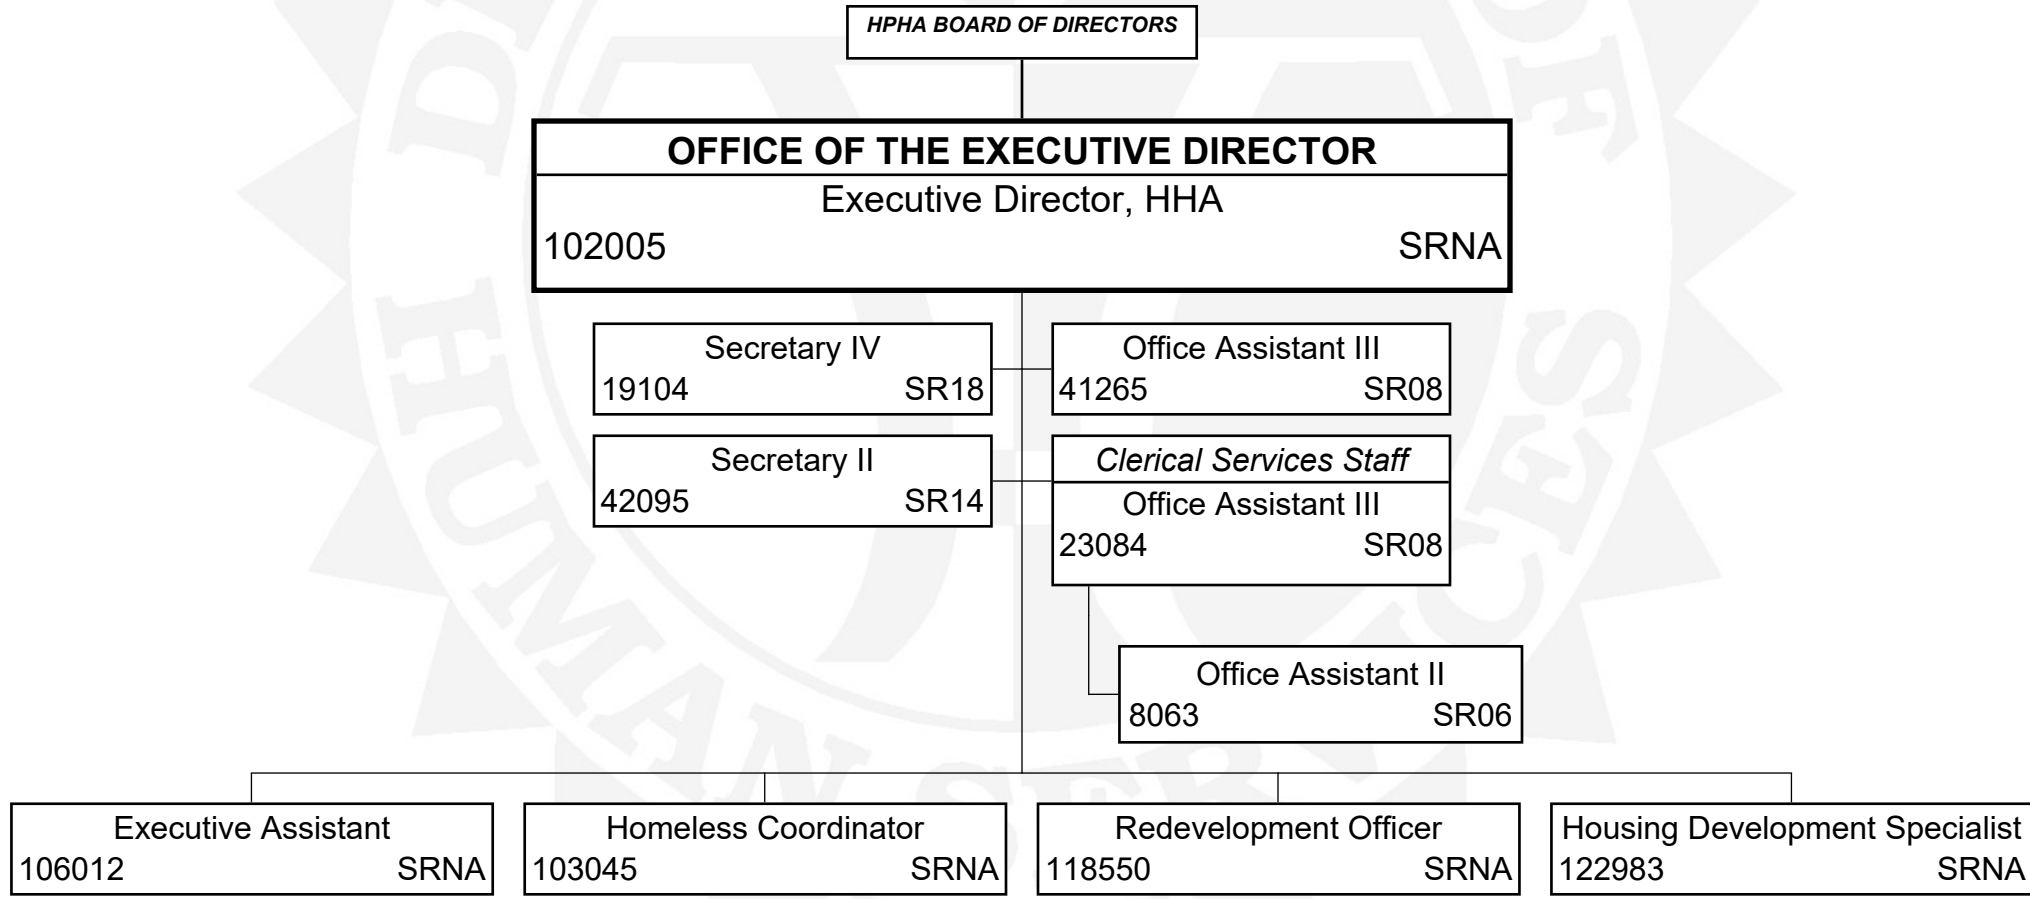 HPHA BOARD OF DIRECTORS
OFFICE OF THE EXECUTIVE DIRECTOR
Executive Director, HHA
102005 SRNA
Secretary IV
19104 SR18
Office Assistant III
41265 SR08
Secretary II
42095 SR14
Clerical Services Staff
Office Assistant III
23084 SR08
Office Assistant II
8063 SR06
Executive Assistant
106012 SRNA
Homeless Coordinator
103045 SRNA
Redevelopment Officer
118550 SRNA
Housing Development Specialist
122983 SRNA
HUMAN SERVICES